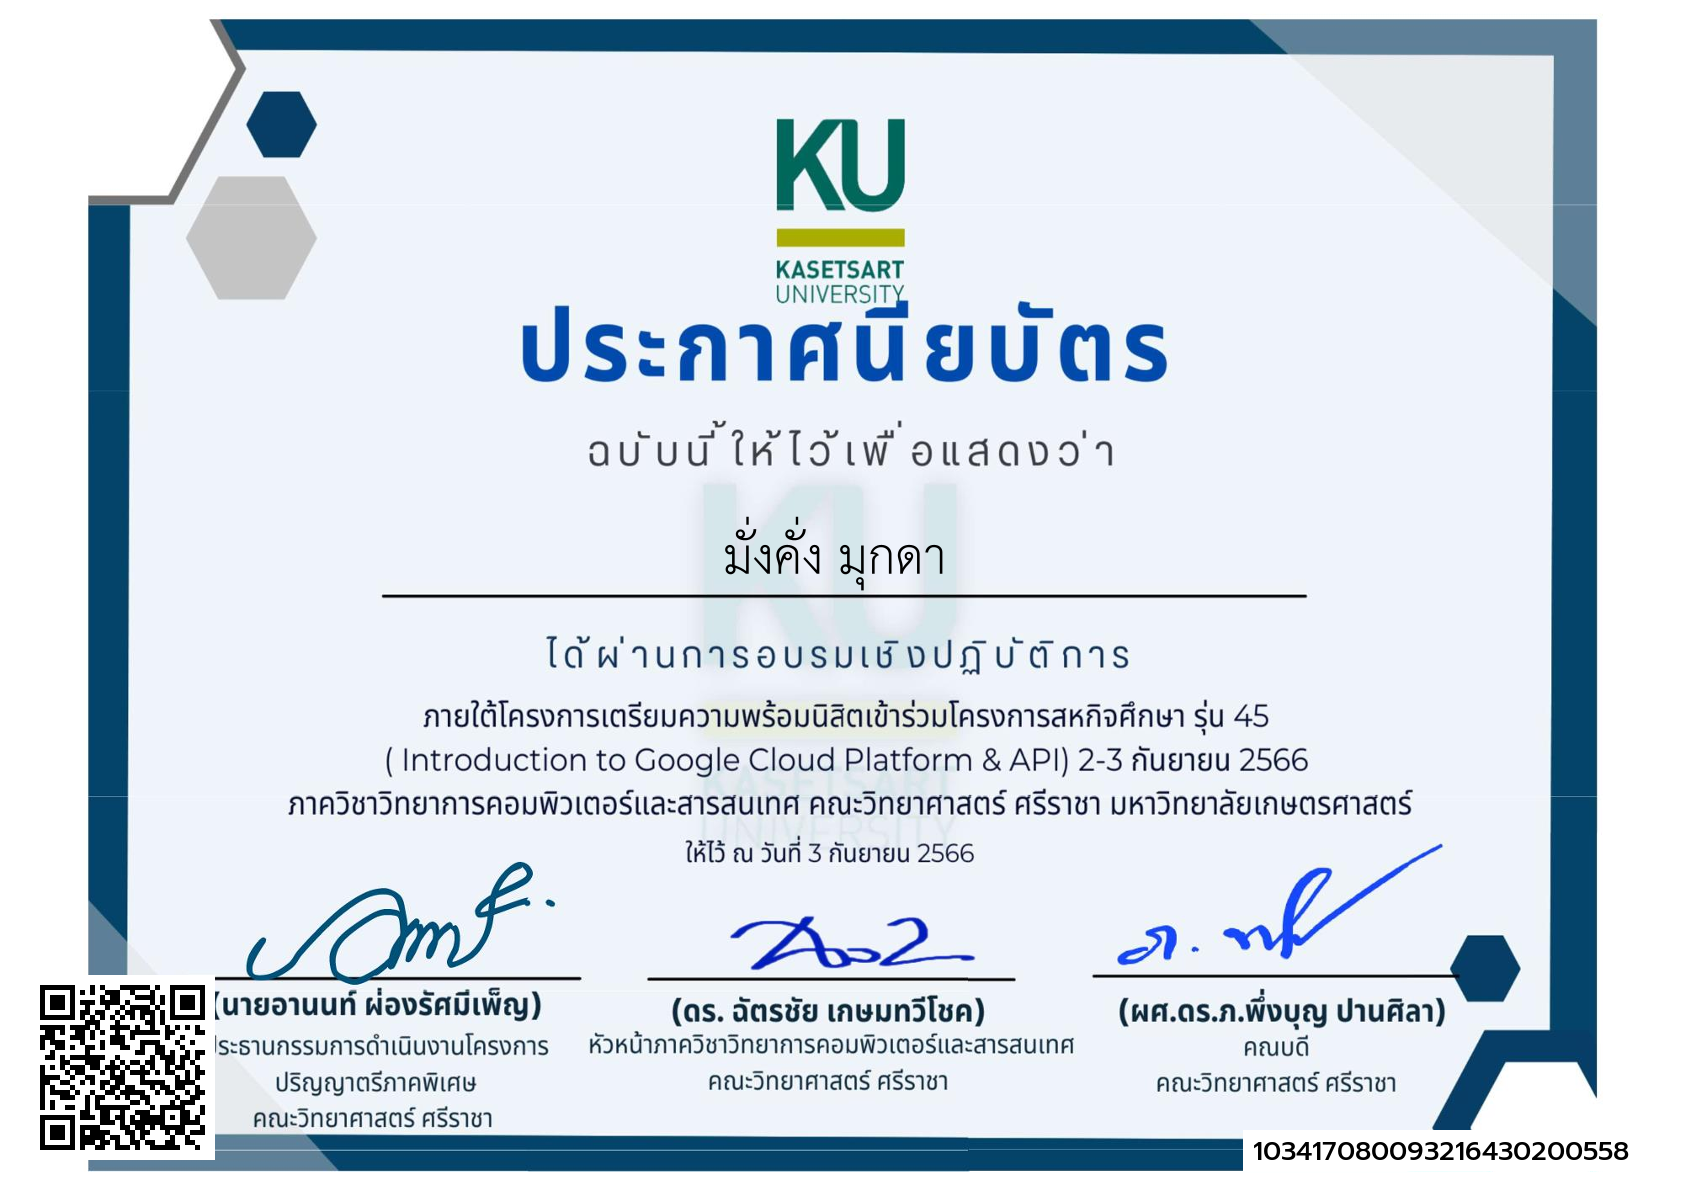 KU
KASETSART
UNIVERSITY
ประกาศนียบัตร
ฉบับนี้ให้ไว้เพื่อแสดงว่า
มั่งคั่ง มุกดา
ได้ผ่านการอบรมเชิงปฏิบัติการ
ภายใต้โครงการเตรียมความพร้อมนิสิตเข้าร่วมโครงการสหกิจศึกษา รุ่น 45
( Introduction to Google Cloud Platform & API) 2-3 กันยายน 2566
ภาควิชาวิทยาการคอมพิวเตอร์และสารสนเทศ คณะวิทยาศาสตร์ ศรีราชา มหาวิทยาลัยเกษตรศาสตร์
ให้ไว้ ณ วันที่ 3 กันยายน 2566
(นายอานนท์ ผ่องรัศมีเพ็ญ)
ประธานกรรมการดำเนินงานโครงการ
ปริญญาตรีภาคพิเศษ
คณะวิทยาศาสตร์ ศรีราชา
(ดร. ฉัตรชัย เกษมทวีโชค)
หัวหน้าภาควิชาวิทยาการคอมพิวเตอร์และสารสนเทศ
คณะวิทยาศาสตร์ ศรีราชา
(ผศ.ดร.ภ.พึ่งบุญ ปานศิลา)
คณบดี
คณะวิทยาศาสตร์ ศรีราชา
103417080093216430200558